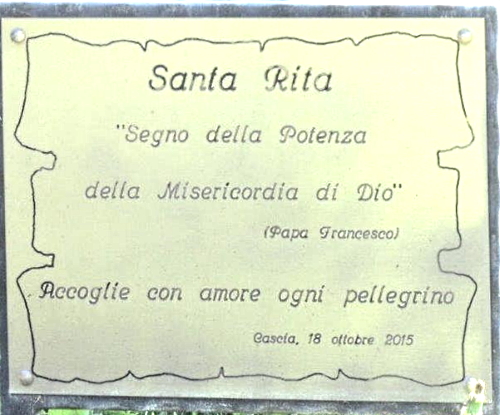 Santa Rita
"Segno della Potenza
della Misericordia di Dio"
(Papa Francesco)
Accoglie con amore ogni pellegrino
Cascia, 18 ottobre 2015